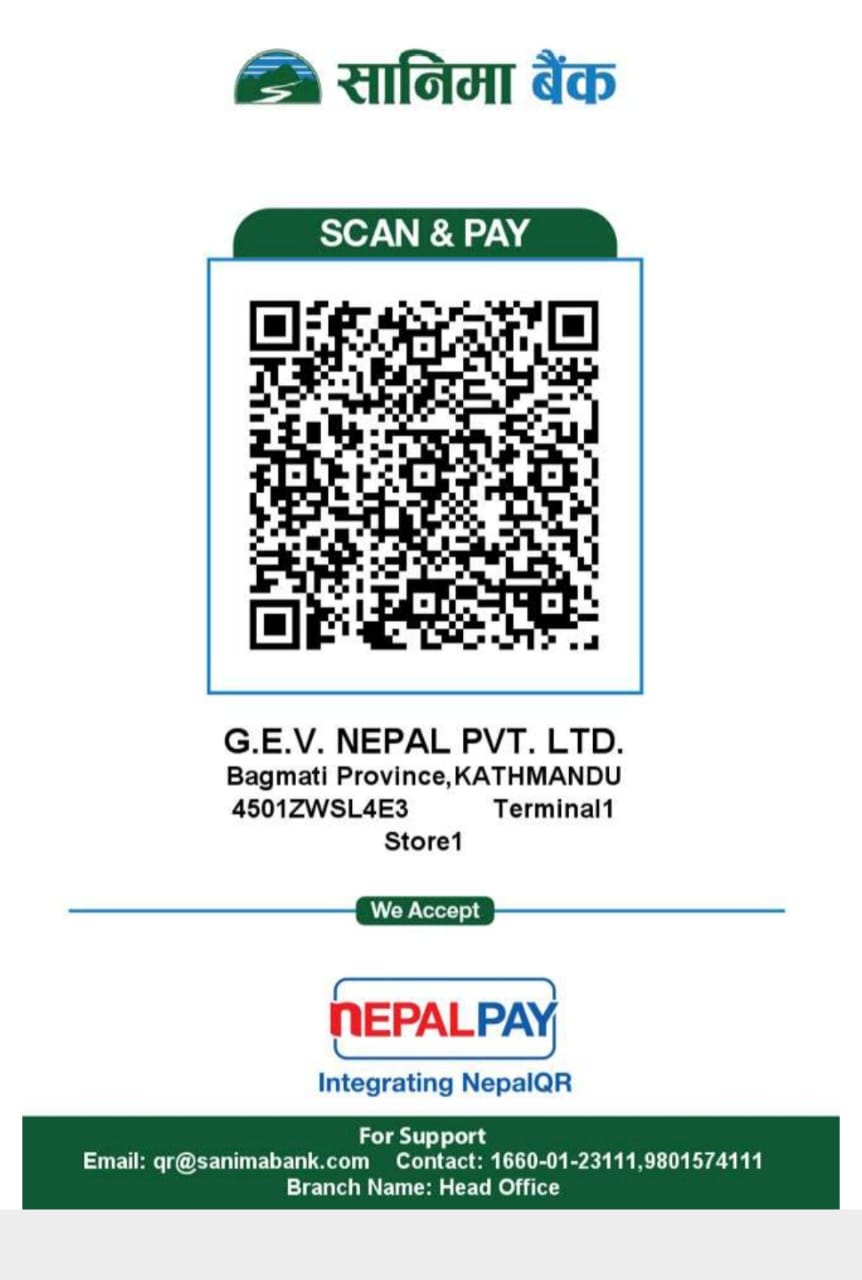 सानिमा बैंक
SCAN & PAY
G.E.V. NEPAL PVT. LTD.
Bagmati Province,KATHMANDU
4501ZWSL4E3 Terminal1
Store1
We Accept
nEPALPAY
Integrating NepalQR
For Support
Email: qr@sanimabank.com Contact: 1660-01-23111,9801574111
Branch Name: Head Office